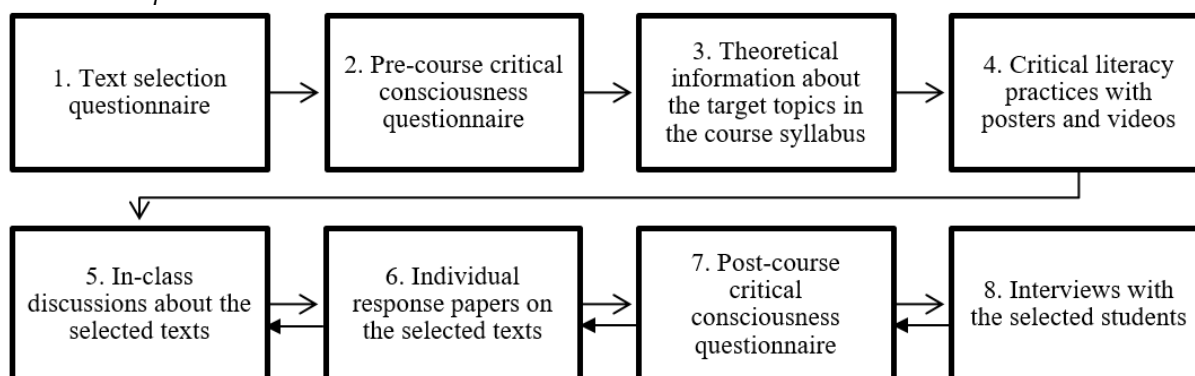 1. Text selection
questionnaire
2. Pre-course critical
consciousness
questionnaire
3. Theoretical
information about
the target topics in
the course syllabus
4. Critical literacy
practices with
posters and videos
5. In-class
discussions about the
selected texts
6. Individual
response papers on
the selected texts
7. Post-course
critical
consciousness
questionnaire
8. Interviews with
the selected students